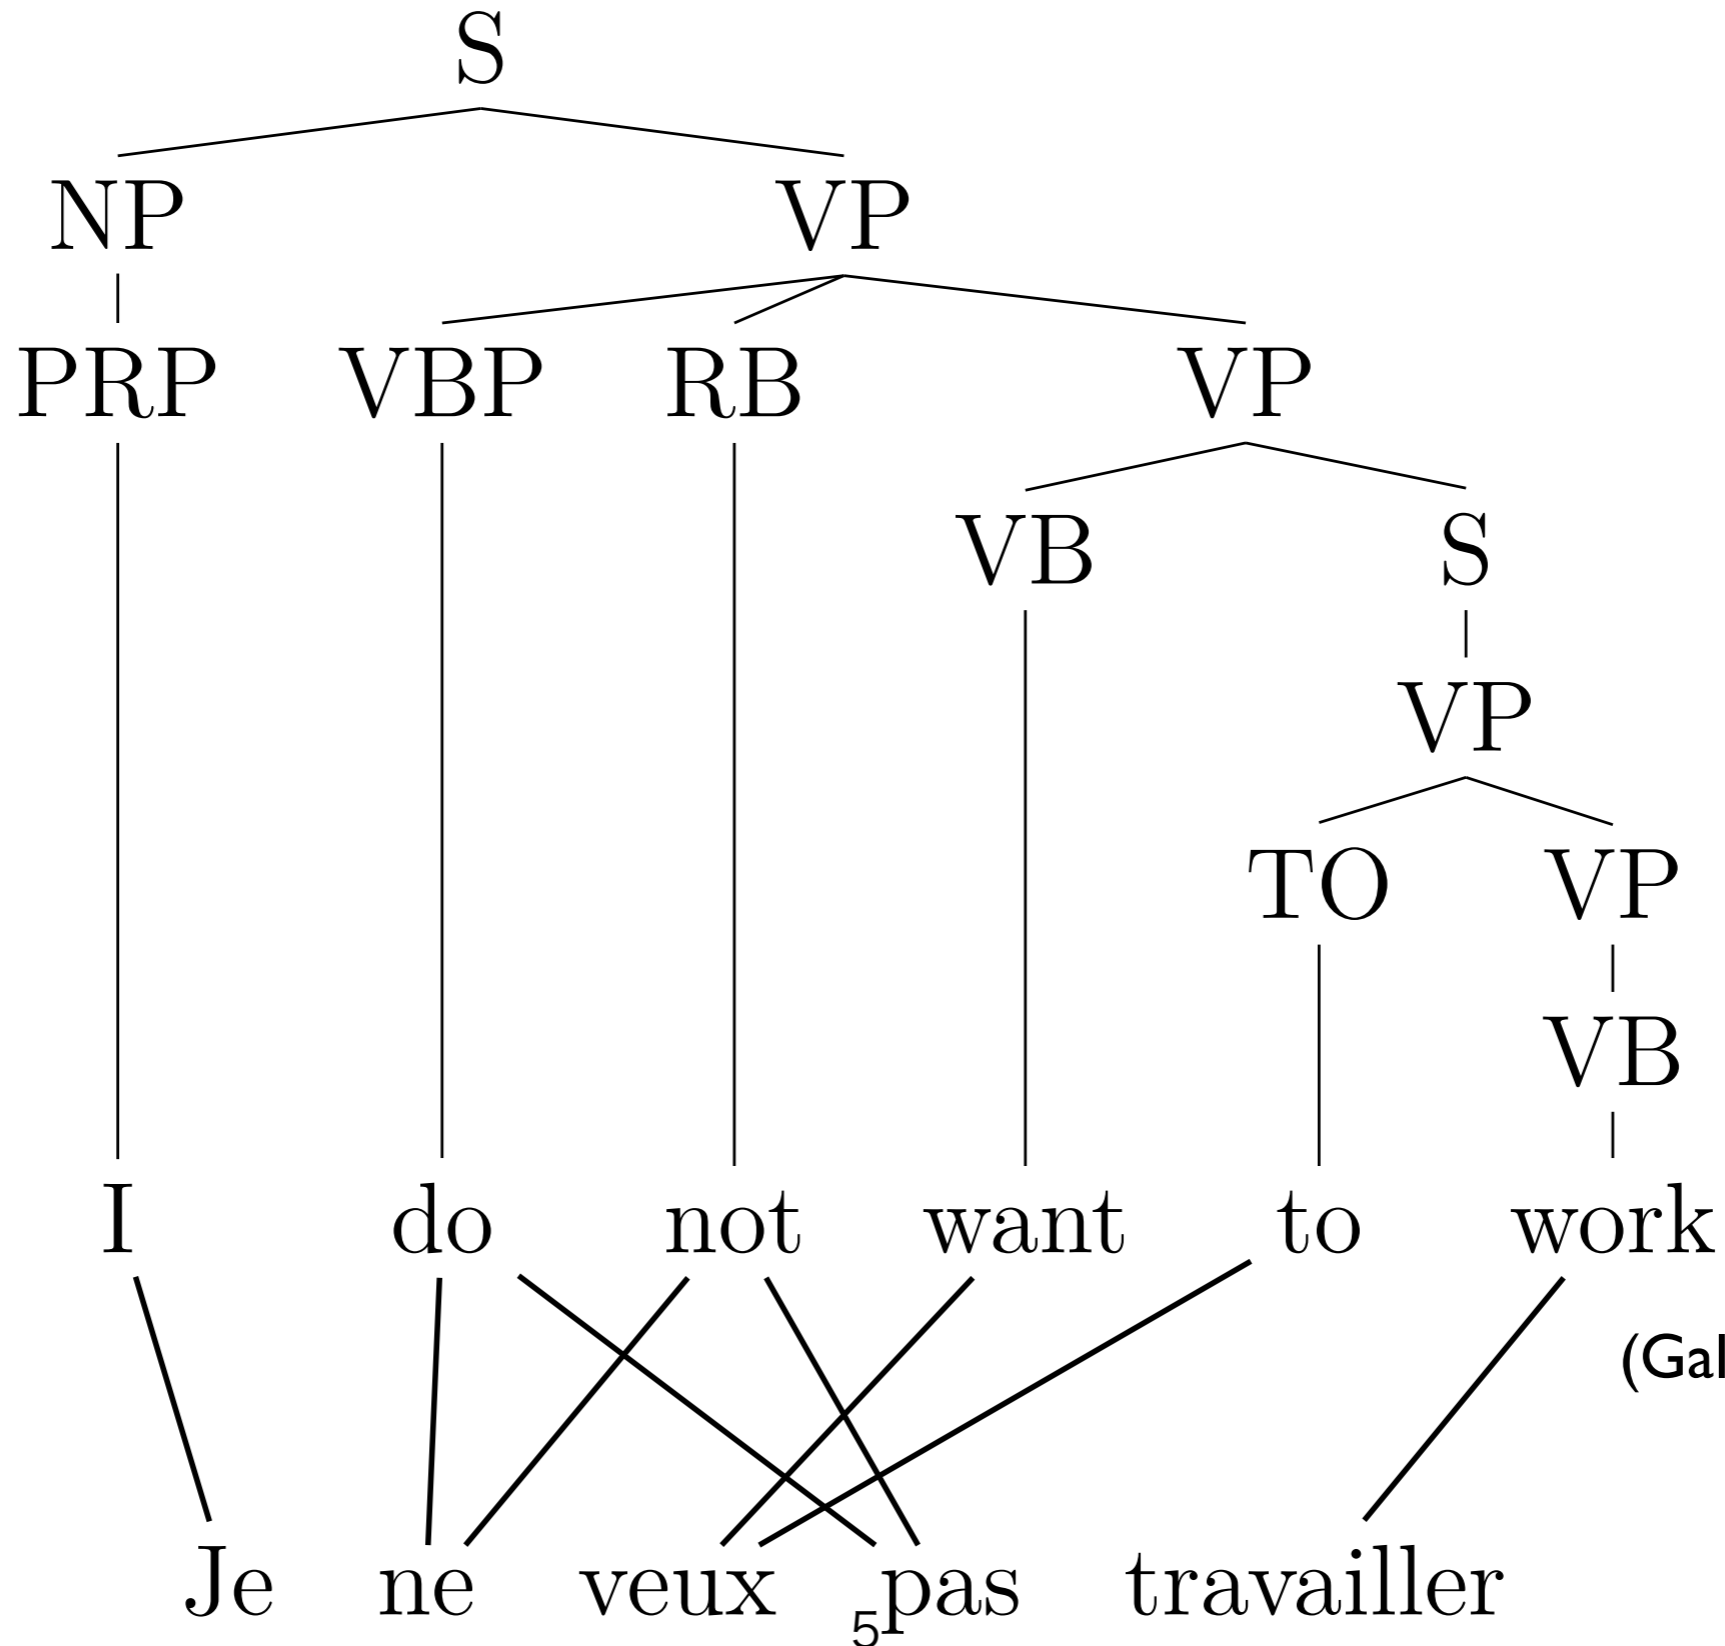 S
NP VP
PRP VBP RB VP
VB S
VP
TO VP
VB
I do not want to work
(Gal
Je ne veux pas travailler
5